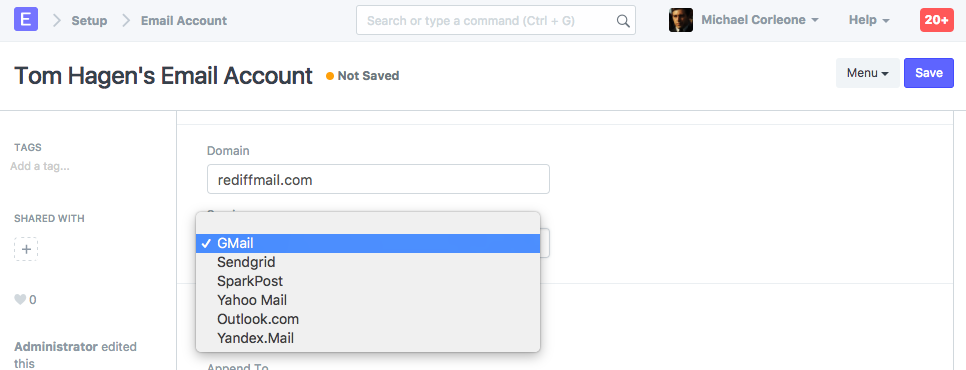 E Setup Email Account Search or type a command (Ctrl + G) Michael Corleone Help 20+
Tom Hagen's Email Account Not Saved Menu Save
TAGS
Add a tag...
SHARED WITH
+
0
Administrator edited
this
Domain
rediffmail.com
✓ GMail
Sendgrid
SparkPost
Yahoo Mail
Outlook.com
Yandex.Mail
Append To